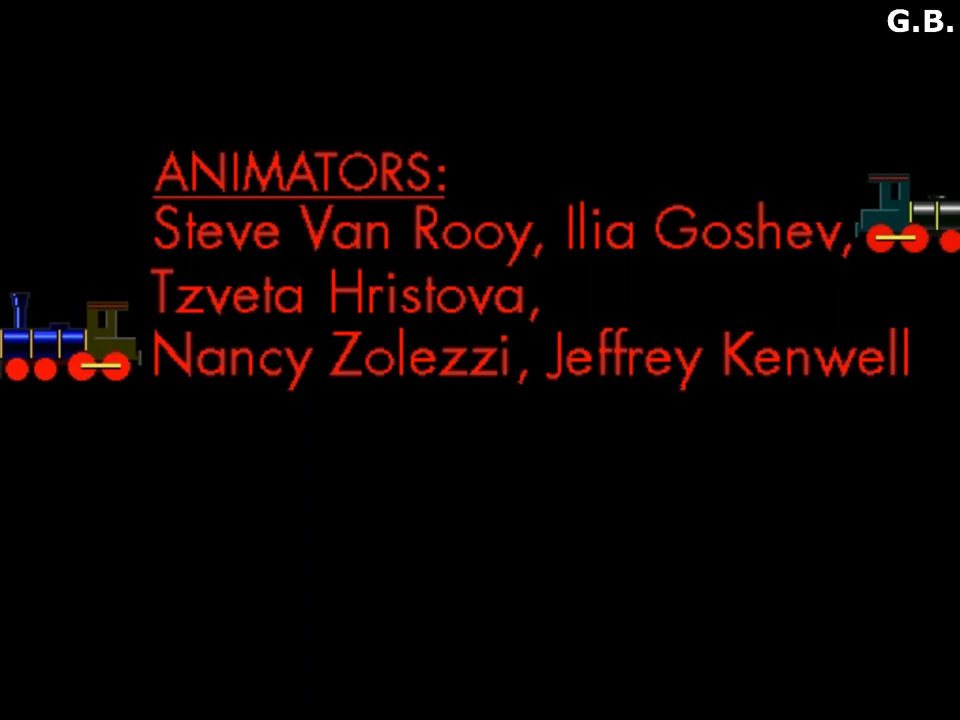 G.B.
ANIMATORS:
Steve Van Rooy, Ilia Goshev,
Tzveta Hristova,
Nancy Zolezzi, Jeffrey Kenwell